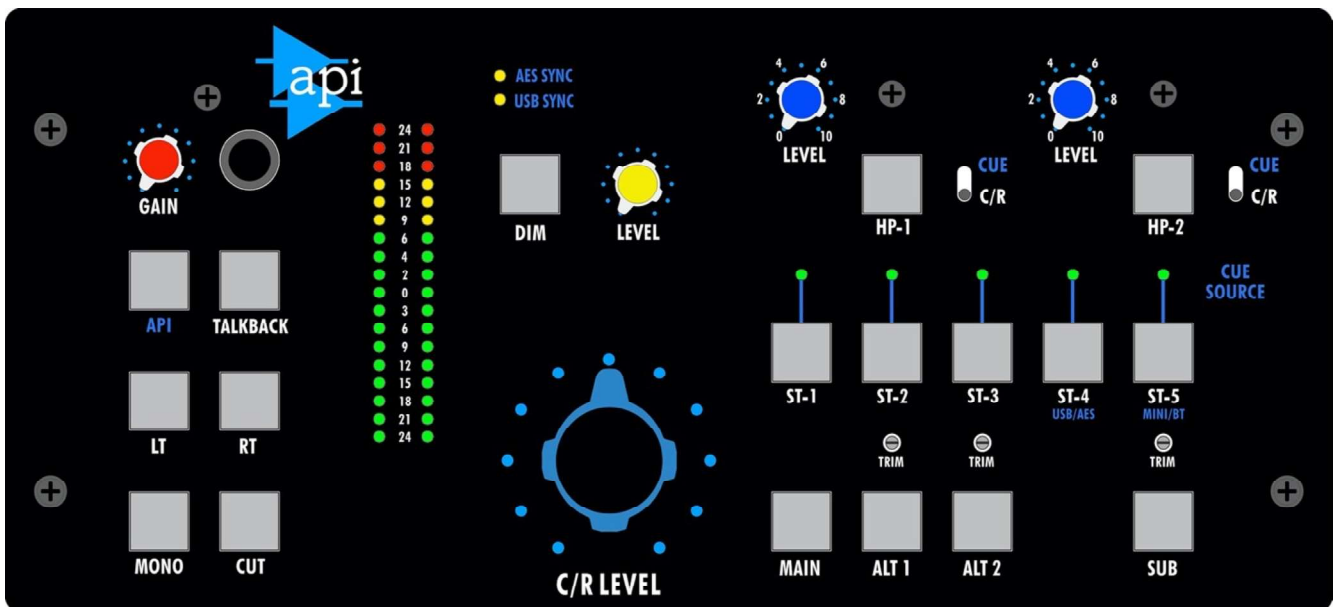 api
GAIN
API
TALKBACK
LT
RT
MONO
CUT
24
21
18
15
12
9
6
4
2
0
3
6
9
12
15
18
21
24
AES SYNC
USB SYNC
DIM
LEVEL
C/R LEVEL
4 6
2 8
0 10
LEVEL
HP-1
CUE
C/R
4 6
2 8
0 10
LEVEL
HP-2
CUE
C/R
CUE
SOURCE
ST-1
ST-2
ST-3
ST-4
USB/AES
ST-5
MINI/BT
TRIM
TRIM
TRIM
MAIN
ALT 1
ALT 2
SUB